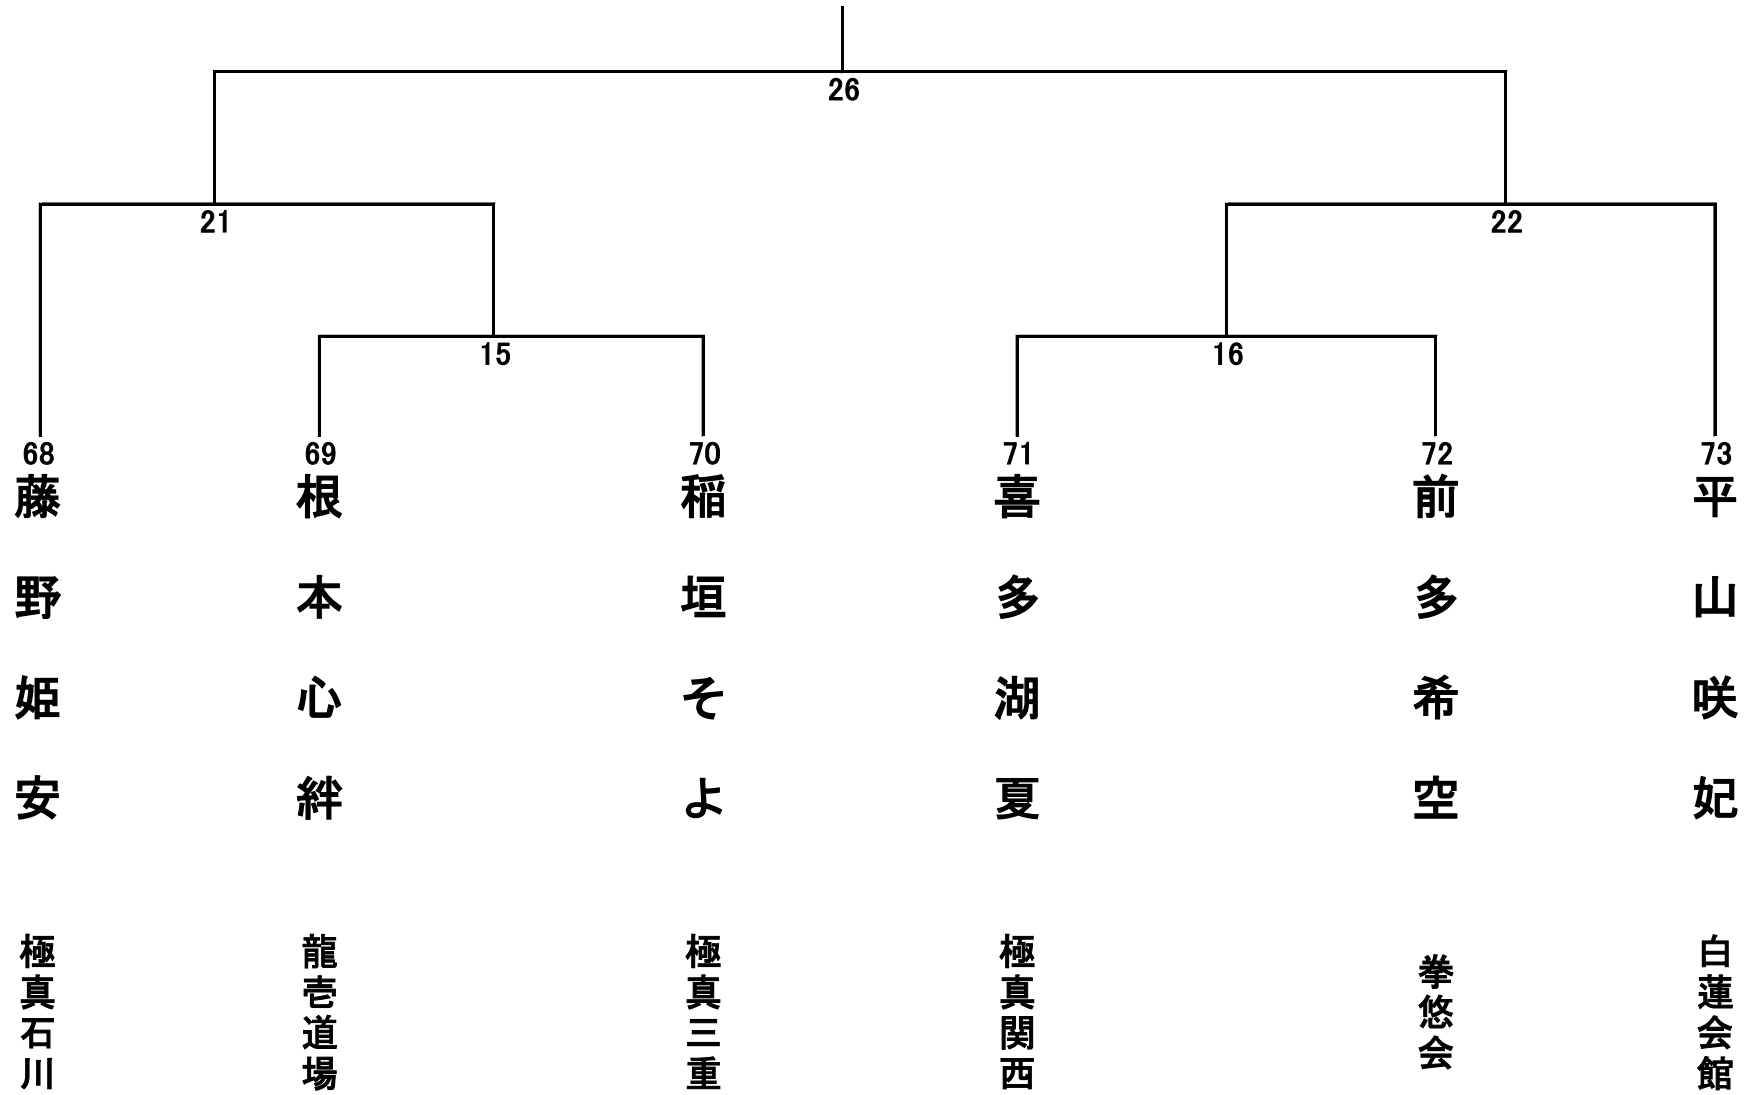 26
21
22
15
16
68
69
70
71
72
73
藤野姫安
根本心絆
稲垣そよ
喜多湖夏
前多希空
平山咲妃
極真石川
龍壱道場
極真三重
極真関西
拳悠会
白蓮会館